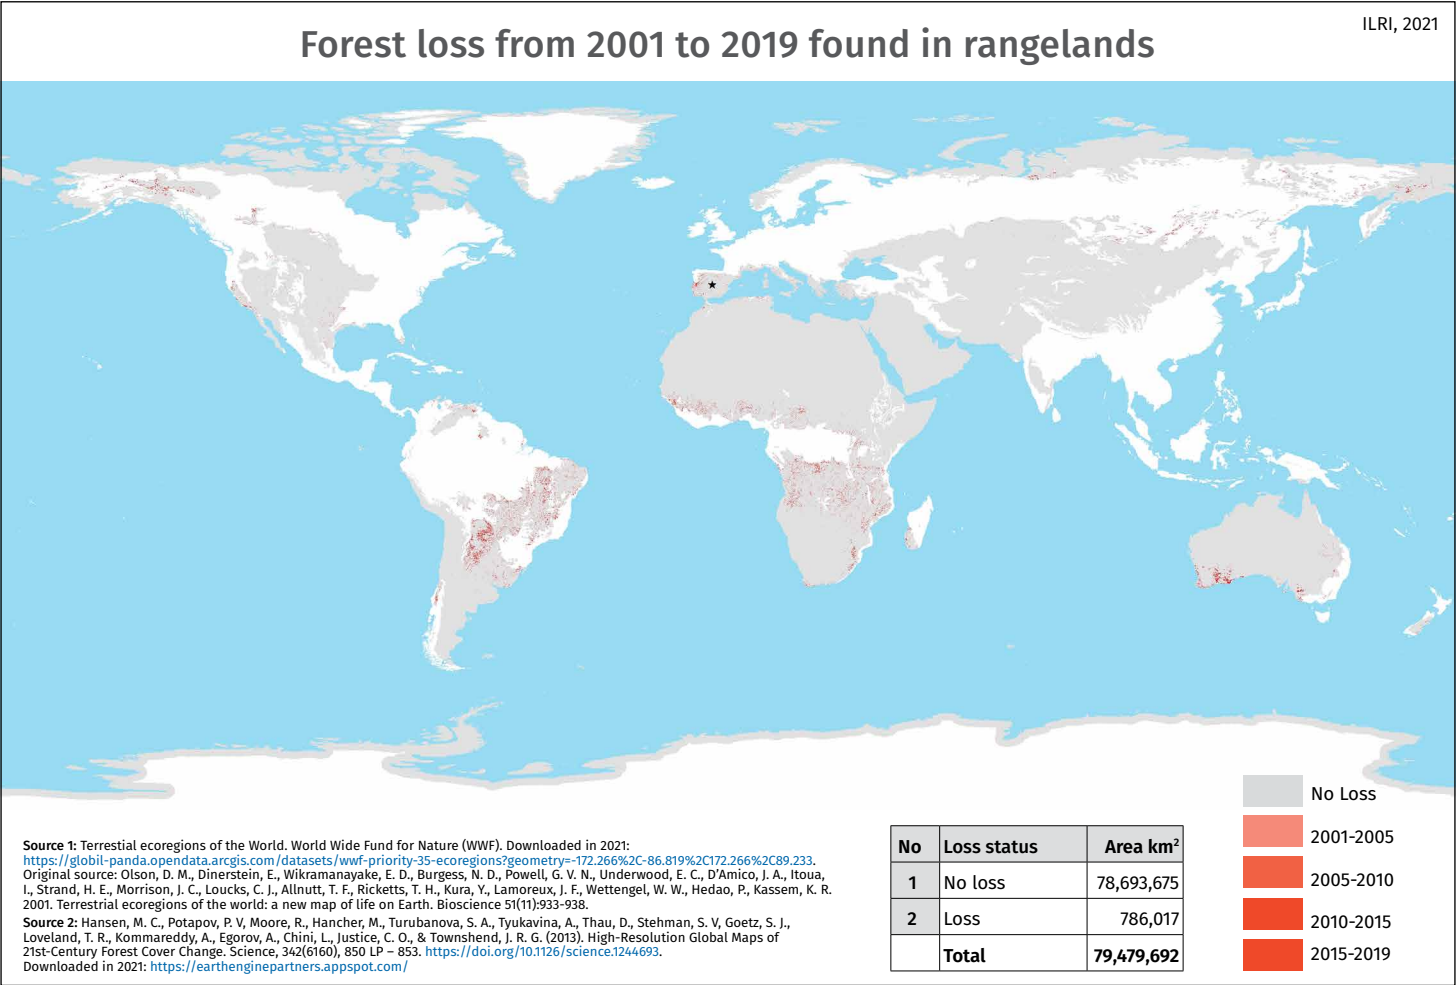 Forest loss from 2001 to 2019 found in rangelands
ILRI, 2021
Source 1: Terrestial ecoregions of the World. World Wide Fund for Nature (WWF). Downloaded in 2021:
https://globil-panda.opendata.arcgis.com/datasets/wwf-priority-35-ecoregions?geometry=-172.266%2C-86.819%2C172.266%2C89.233.
Original source: Olson, D. M., Dinerstein, E., Wikramanayake, E. D., Burgess, N. D., Powell, G. V. N., Underwood, E. C., D'Amico, J. A., Itoua,
I., Strand, H. E., Morrison, J. C., Loucks, C. J., Allnutt, T. F., Ricketts, T. H., Kura, Y., Lamoreux, J. F., Wettengel, W. W., Hedao, P., Kassem, K. R.
2001. Terrestrial ecoregions of the world: a new map of life on Earth. Bioscience 51(11):933-938.
Source 2: Hansen, M. C., Potapov, P. V, Moore, R., Hancher, M., Turubanova, S. A., Tyukavina, A., Thau, D., Stehman, S. V, Goetz, S. J.,
Loveland, T. R., Kommareddy, A., Egorov, A., Chini, L., Justice, C. O., & Townshend, J. R. G. (2013). High-Resolution Global Maps of
21st-Century Forest Cover Change. Science, 342(6160), 850 LP – 853. https://doi.org/10.1126/science.1244693.
Downloaded in 2021: https://earthenginepartners.appspot.com/
No Loss status Area km²
1 No loss 78,693,675
2 Loss 786,017
Total 79,479,692
No Loss
2001-2005
2005-2010
2010-2015
2015-2019